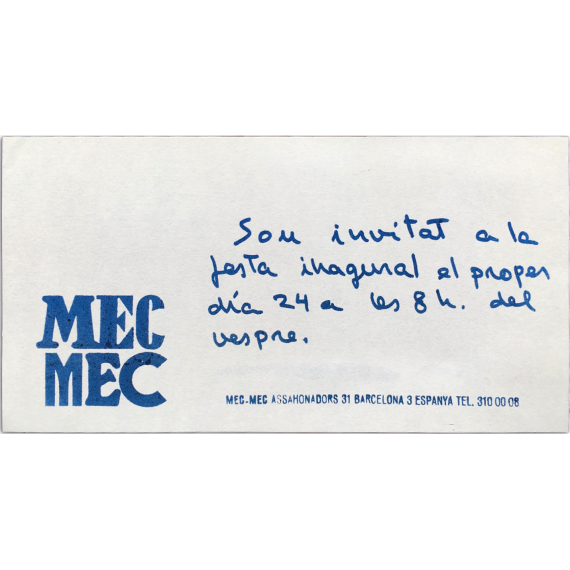 Sou invitat a la
festa inagural el proper
día 24 a les 8 h. del
vespre.
MEC
MEC
MEC-MEC ASSAHONADORS 31 BARCELONA 3 ESPANYA TEL. 310 00 08